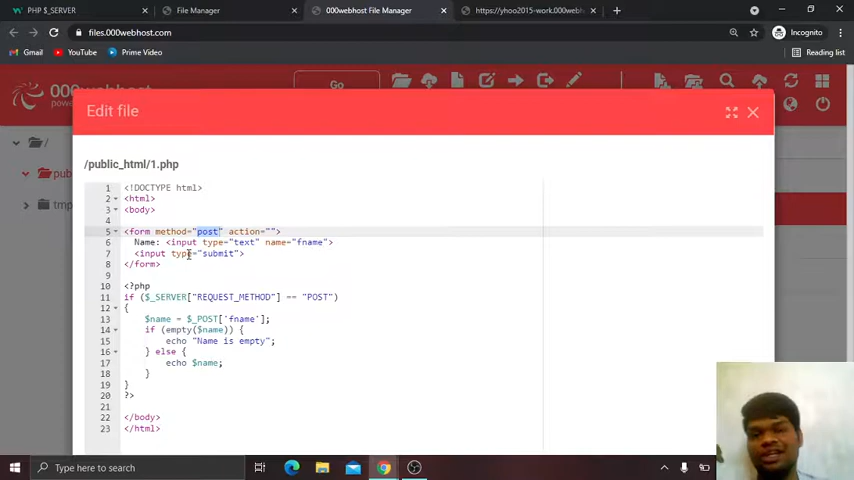 PHP $_SERVER
File Manager
000webhost File Manager
https://yhoo2015-work.000webh
files.000webhost.com
Incognito
Gmail
YouTube
Prime Video
Reading list
000webhost
Go
Edit file
/public_html/1.php
/
pub
tmp
1 <!DOCTYPE html>
2 <html>
3 <body>
4
5 <form method="post" action="">
6 Name: <input type="text" name="fname">
7 <input type="submit">
8 </form>
9
10 <?php
11 if ($_SERVER["REQUEST_METHOD"] == "POST")
12 {
13 $name = $_POST['fname'];
14 if (empty($name)) {
15 echo "Name is empty";
16 } else {
17 echo $name;
18 }
19 }
20 ?>
21
22 </body>
23 </html>
Type here to search